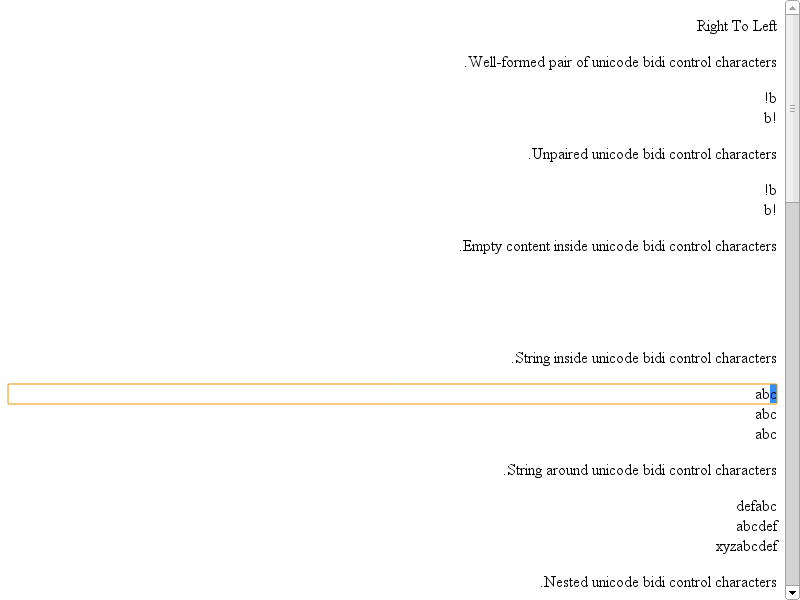 Right To Left
.Well-formed pair of unicode bidi control characters
!b
b!
.Unpaired unicode bidi control characters
!b
b!
.Empty content inside unicode bidi control characters
.String inside unicode bidi control characters
abc
abc
abc
.String around unicode bidi control characters
defabc
abcdef
xyzabcdef
.Nested unicode bidi control characters